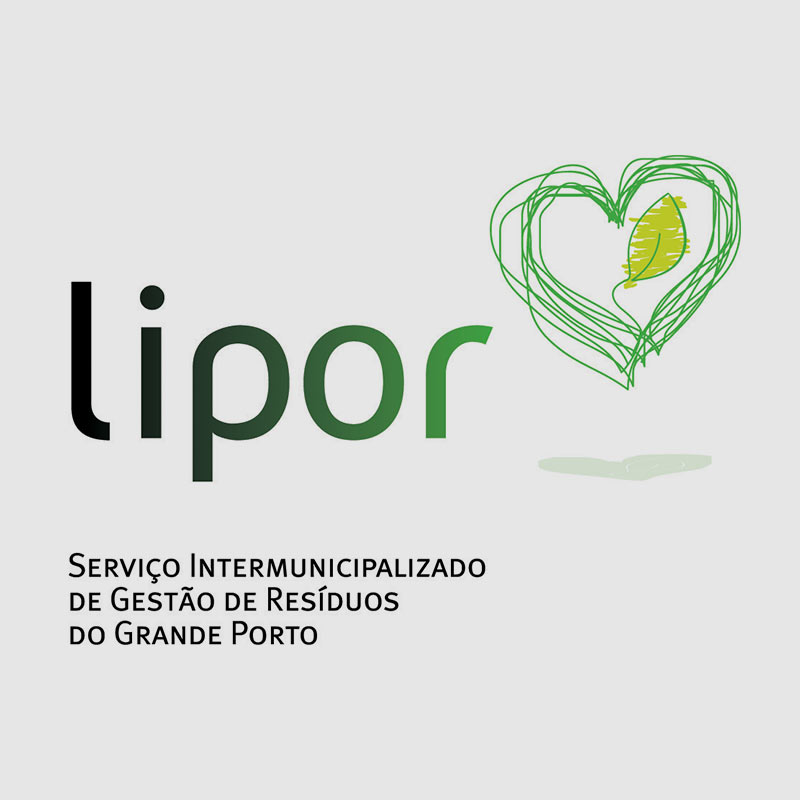 lipor
Serviço Intermunicipalizado
de Gestão de Resíduos
do Grande Porto